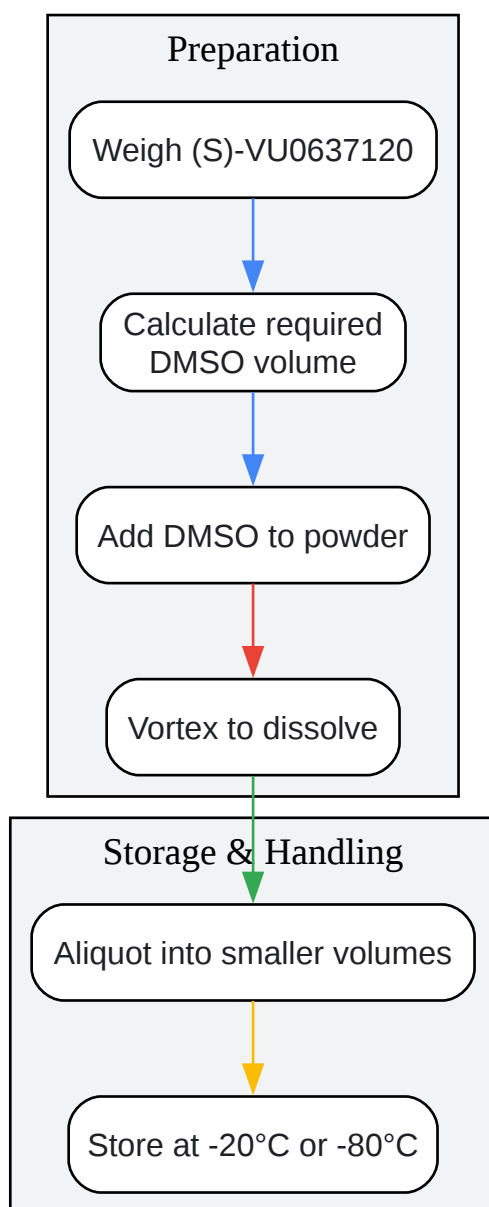 Preparation
Weigh (S)-VU0637120
Calculate required
DMSO volume
Add DMSO to powder
Vortex to dissolve
Storage & Handling
Aliquot into smaller volumes
Store at -20°C or -80°C